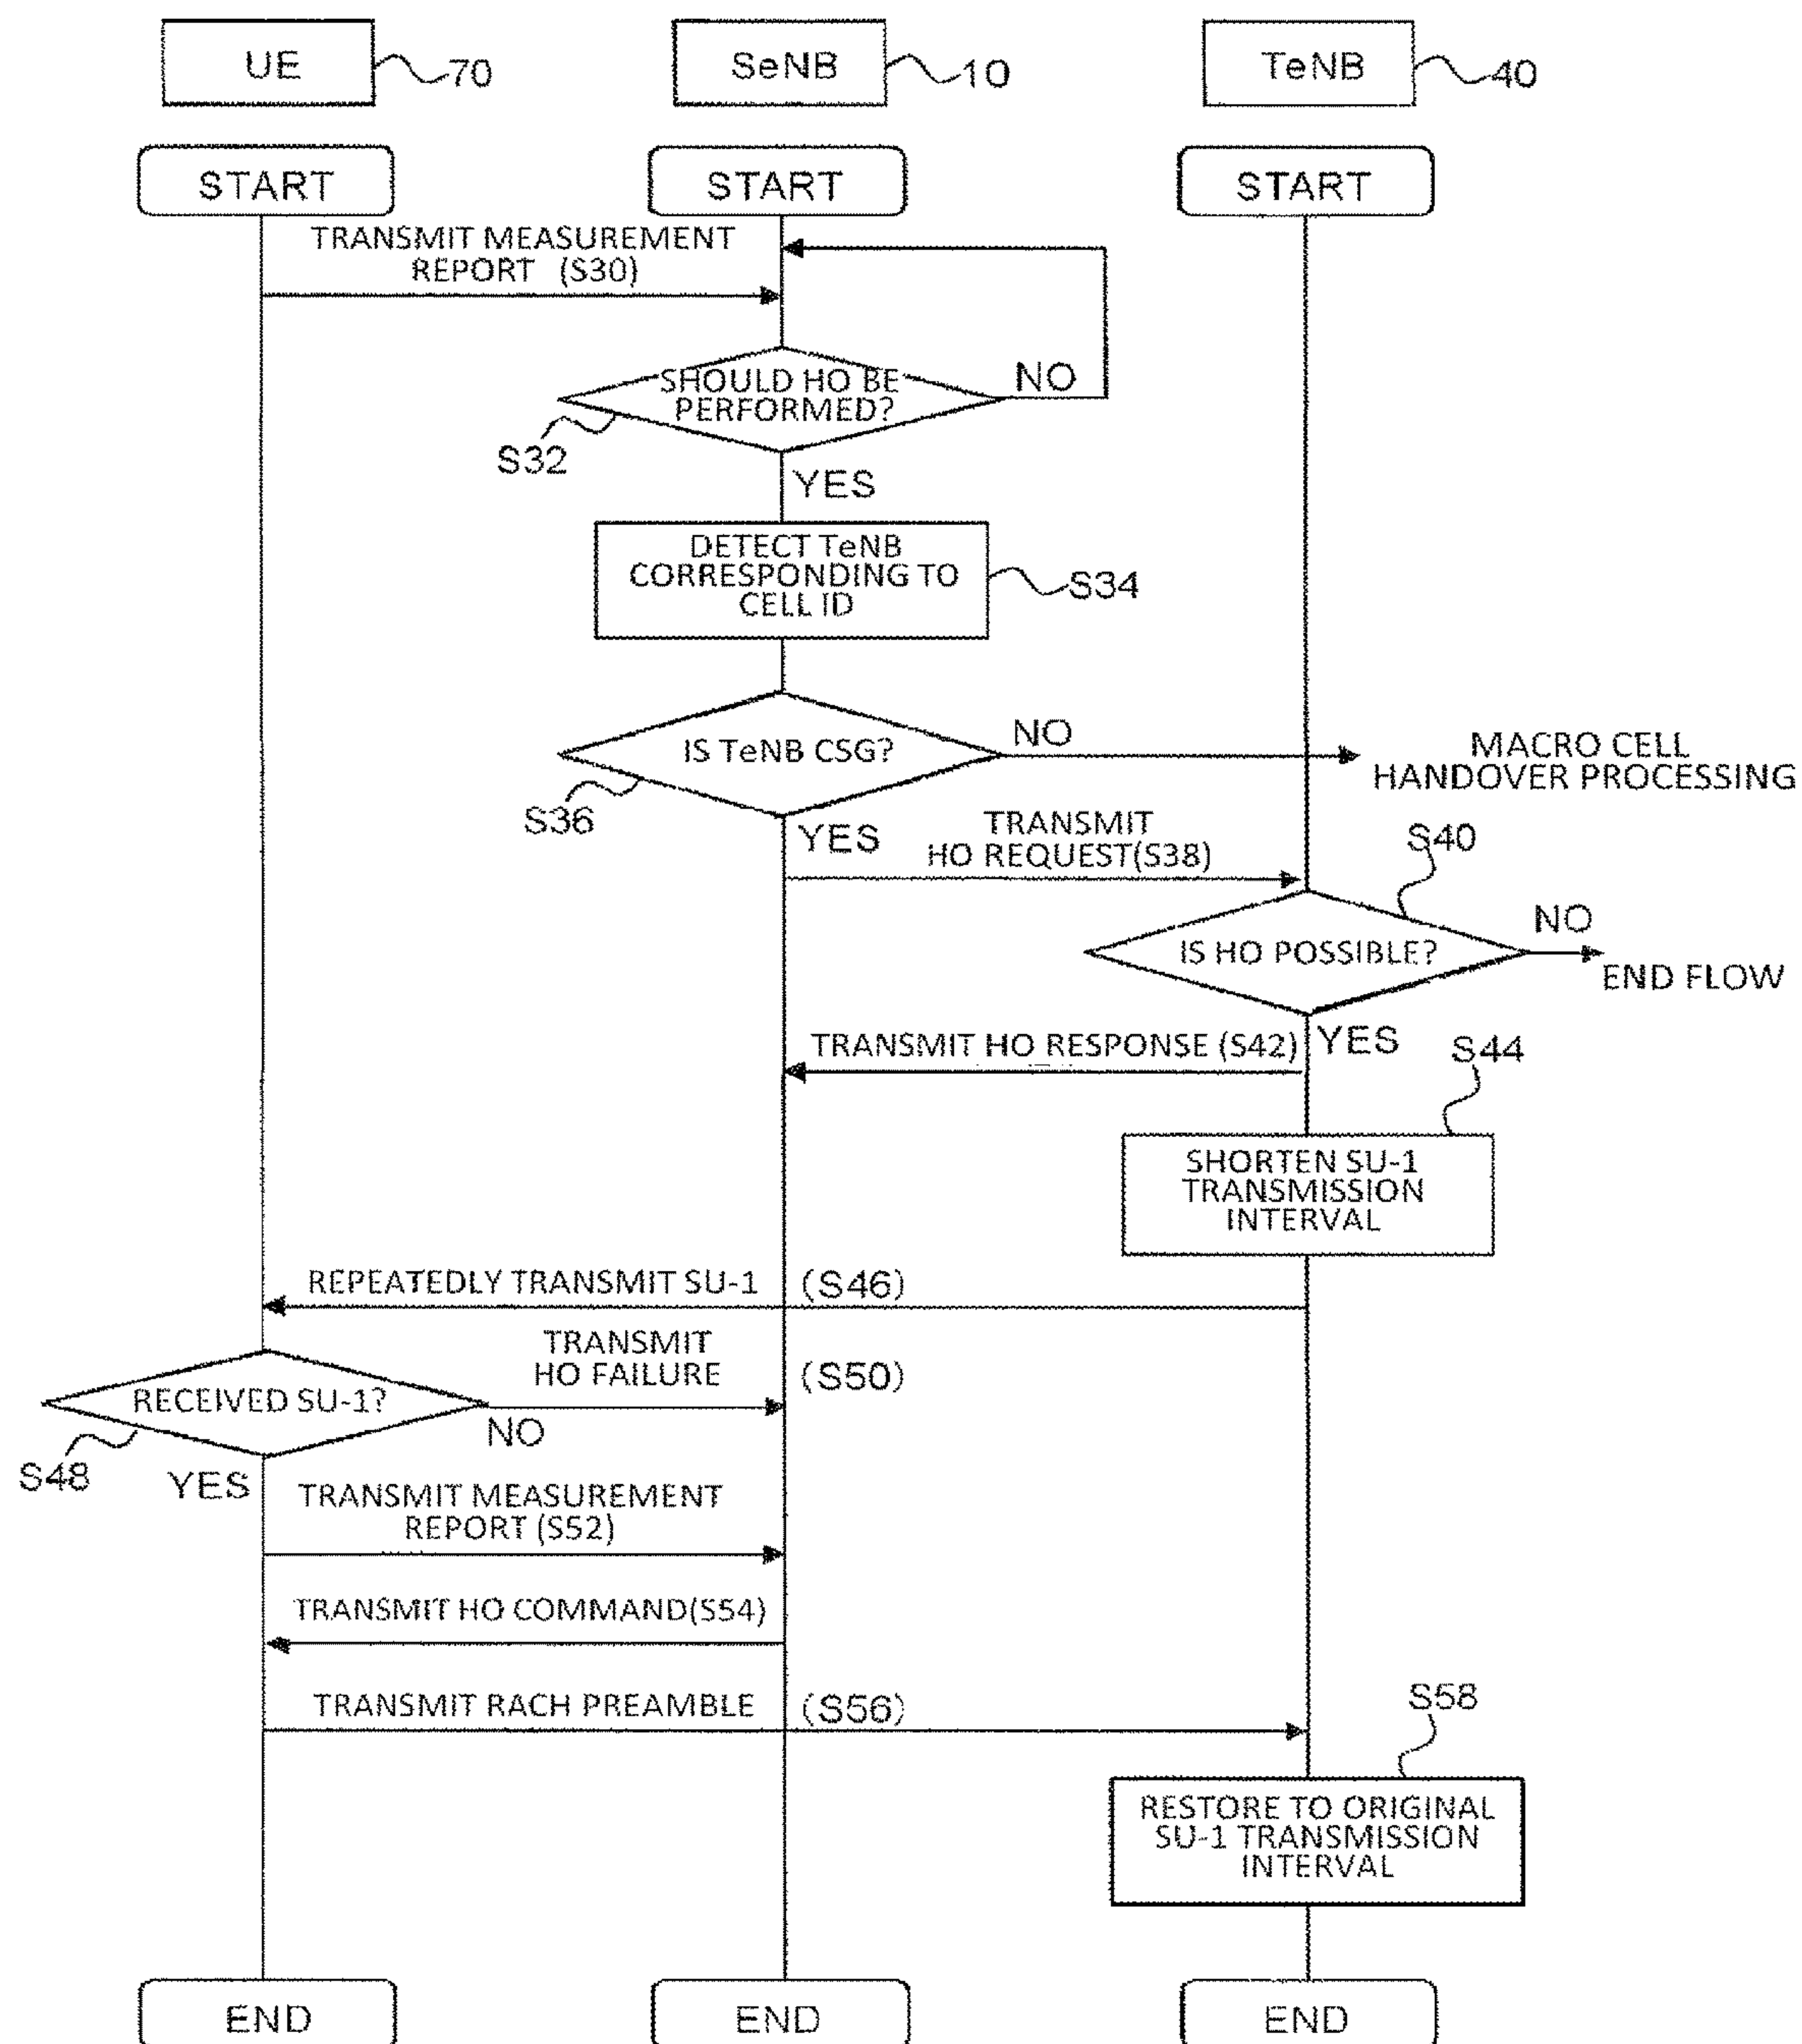 UE
70
SeNB
10
TeNB
40
START
START
START
TRANSMIT MEASUREMENT
REPORT (S30)
SHOULD HO BE
PERFORMED?
NO
S32
YES
DETECT TeNB
CORRESPONDING TO
CELL ID
S34
IS TeNB CSG?
NO
MACRO CELL
HANDOVER PROCESSING
S36
YES
TRANSMIT
HO REQUEST(S38)
S40
IS HO POSSIBLE?
NO
END FLOW
TRANSMIT HO RESPONSE (S42)
YES
S44
SHORTEN SU-1
TRANSMISSION
INTERVAL
REPEATEDLY TRANSMIT SU-1 (S46)
TRANSMIT
HO FAILURE (S50)
RECEIVED SU-1?
NO
S48
YES
TRANSMIT MEASUREMENT
REPORT (S52)
TRANSMIT HO COMMAND(S54)
TRANSMIT RACH PREAMBLE (S56)
S58
RESTORE TO ORIGINAL
SU-1 TRANSMISSION
INTERVAL
END
END
END